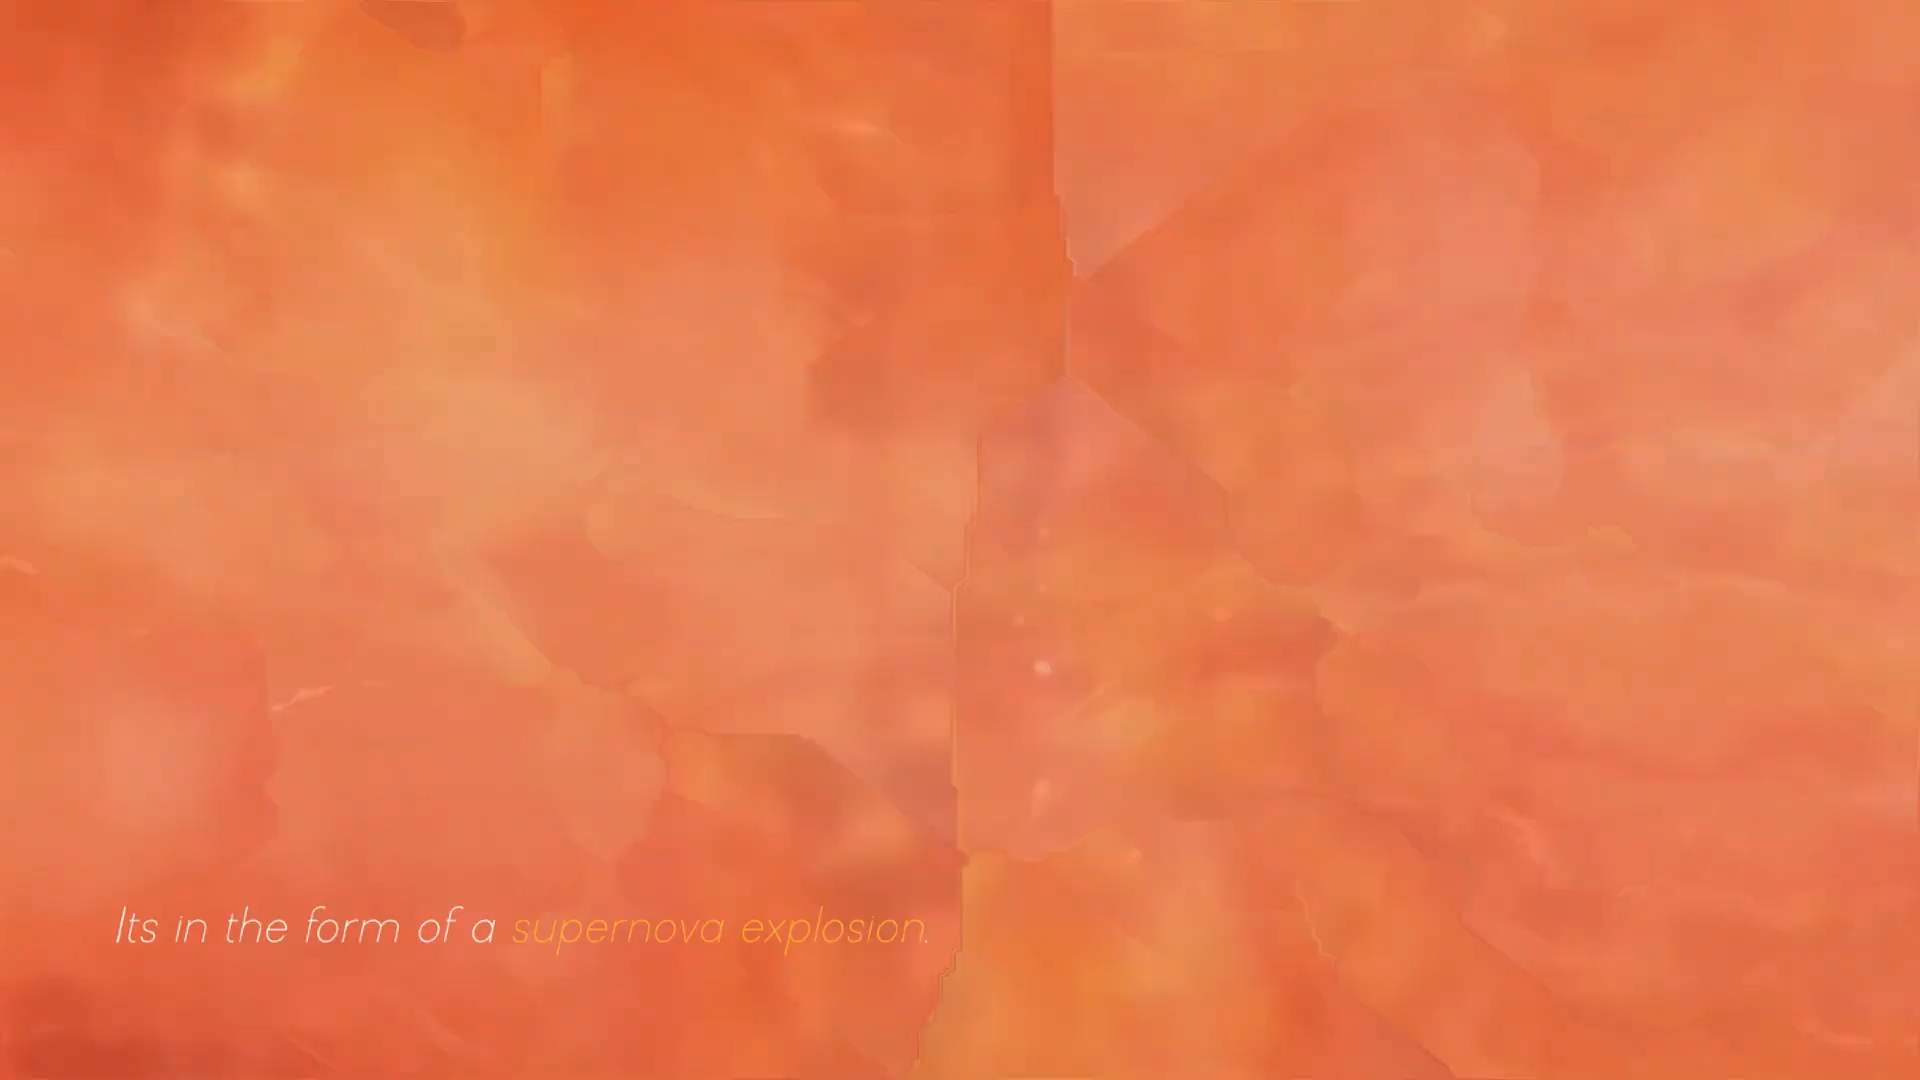 Its in the form of a supernova explosion.